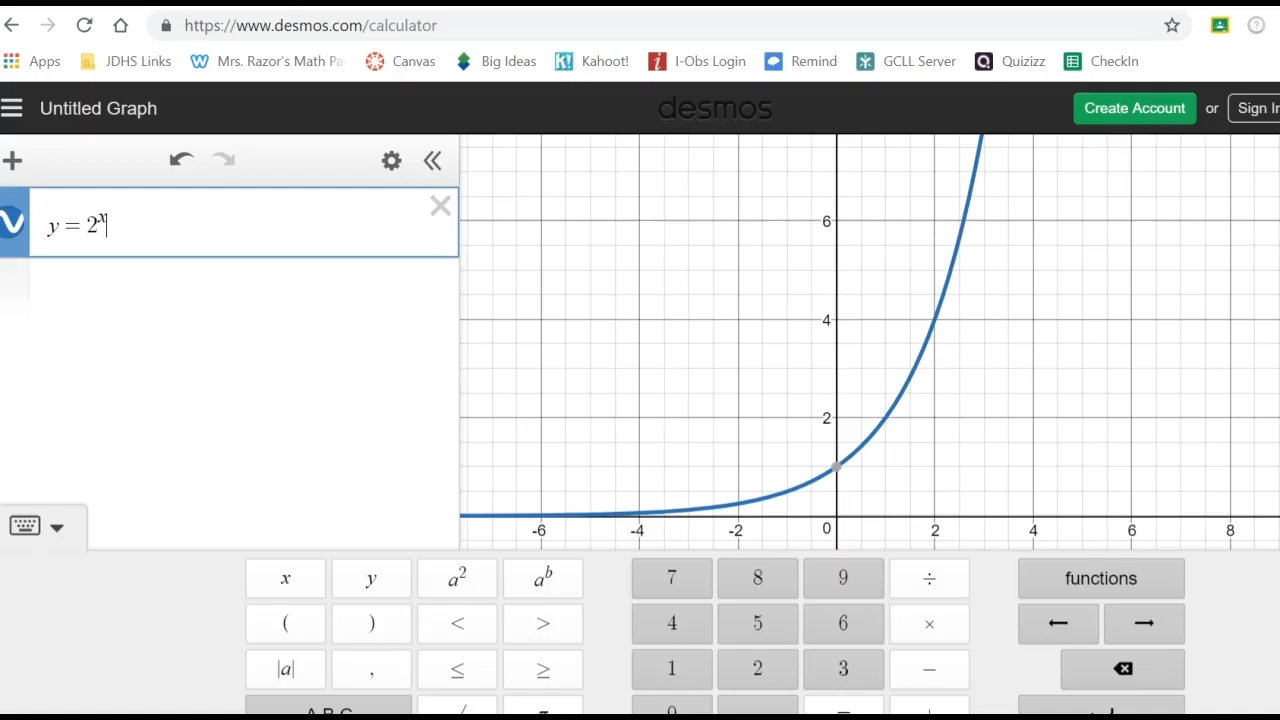 https://www.desmos.com/calculator
Apps JDHS Links Mrs. Razor's Math Pa Canvas Big Ideas K! Kahoot! i I-Obs Login Remind GCLL Server Q Quizizz CheckIn
Untitled Graph desmos Create Account or Sign In
y = 2ˣ
6
4
2
-6 -4 -2 0 2 4 6 8
x y a² aᵇ 7 8 9 ÷ functions
( ) < > 4 5 6 × ← →
|a| , ≤ ≥ 1 2 3 −
A B C / π 0 . = +